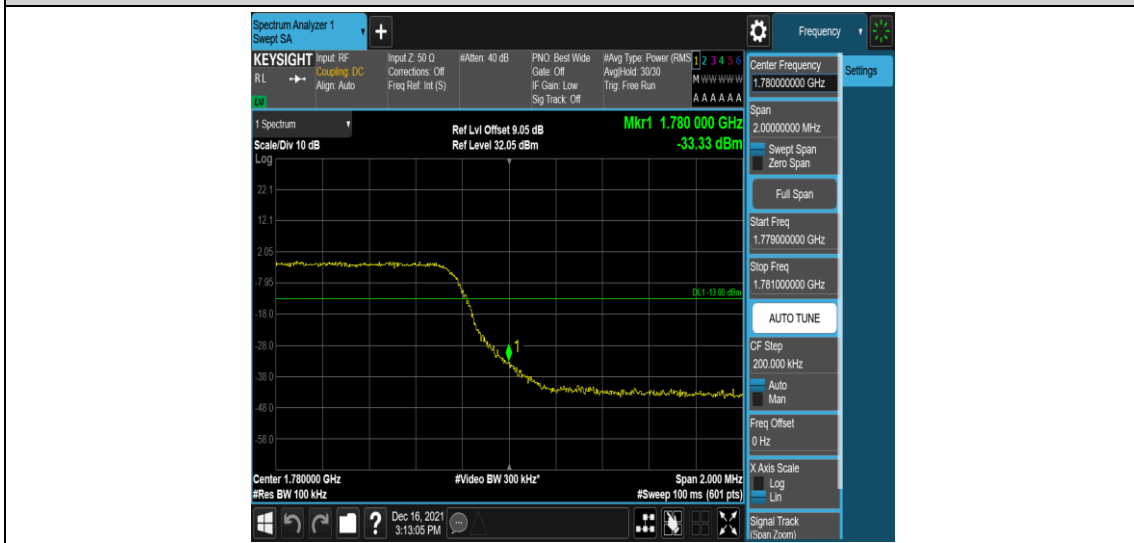 Spectrum Analyzer 1
Swept SA
Frequency
KEYSIGHT
RL
Input: RF
Coupling: DC
Align: Auto
Input Z: 50 Ω
Corrections: Off
Freq Ref: Int (S)
#Atten: 40 dB
PNO: Best Wide
Gate: Off
IF Gain: Low
Sig Track: Off
#Avg Type: Power (RMS
Avg|Hold: 30/30
Trig: Free Run
1 2 3 4 5 6
M W W W W W
A A A A A A
1 Spectrum
Scale/Div 10 dB
Ref Lvl Offset 9.05 dB
Ref Level 32.05 dBm
Mkr1 1.780 000 GHz
-33.33 dBm
Log
22.1
12.1
2.05
-7.95
DL1 -13.00 dBm
-18.0
-28.0
1
-38.0
-48.0
-58.0
Center 1.780000 GHz
#Video BW 300 kHz*
Span 2.000 MHz
#Res BW 100 kHz
#Sweep 100 ms (601 pts)
Dec 16, 2021
3:13:05 PM
Center Frequency
1.780000000 GHz
Settings
Span
2.00000000 MHz
Swept Span
Zero Span
Full Span
Start Freq
1.779000000 GHz
Stop Freq
1.781000000 GHz
AUTO TUNE
CF Step
200.000 kHz
Auto
Man
Freq Offset
0 Hz
X Axis Scale
Log
Lin
Signal Track
(Span Zoom)